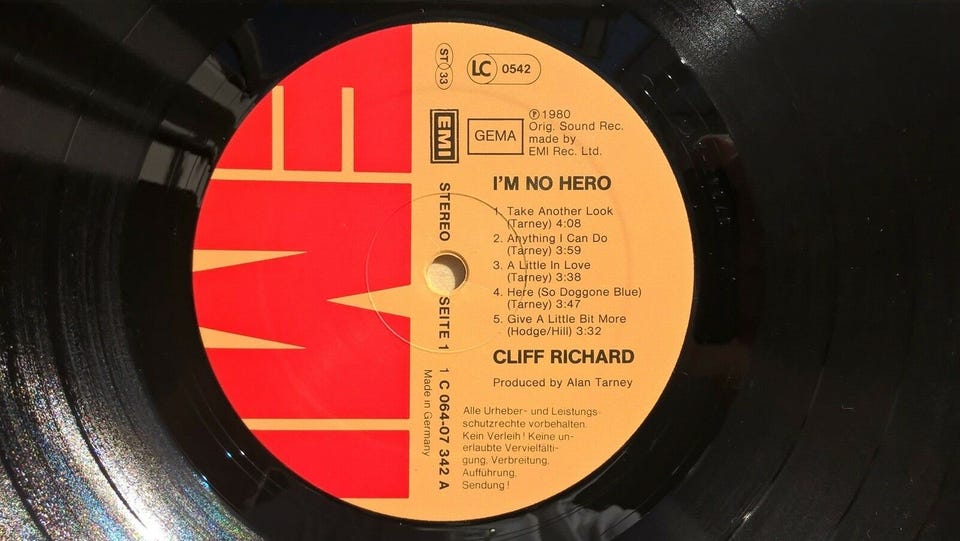 EMI
ST 33
LC 0542
EMI
GEMA
℗ 1980
Orig. Sound Rec.
made by
EMI Rec. Ltd.
I'M NO HERO
1. Take Another Look
(Tarney) 4:08
2. Anything I Can Do
(Tarney) 3:59
3. A Little In Love
(Tarney) 3:38
4. Here (So Doggone Blue)
(Tarney) 3:47
5. Give A Little Bit More
(Hodge/Hill) 3:32
CLIFF RICHARD
Produced by Alan Tarney
STEREO SEITE 1 1 C 064-07 342 A
Made in Germany
Alle Urheber- und Leistungs-
schutzrechte vorbehalten.
Kein Verleih! Keine un-
erlaubte Vervielfälti-
gung, Verbreitung,
Aufführung,
Sendung!